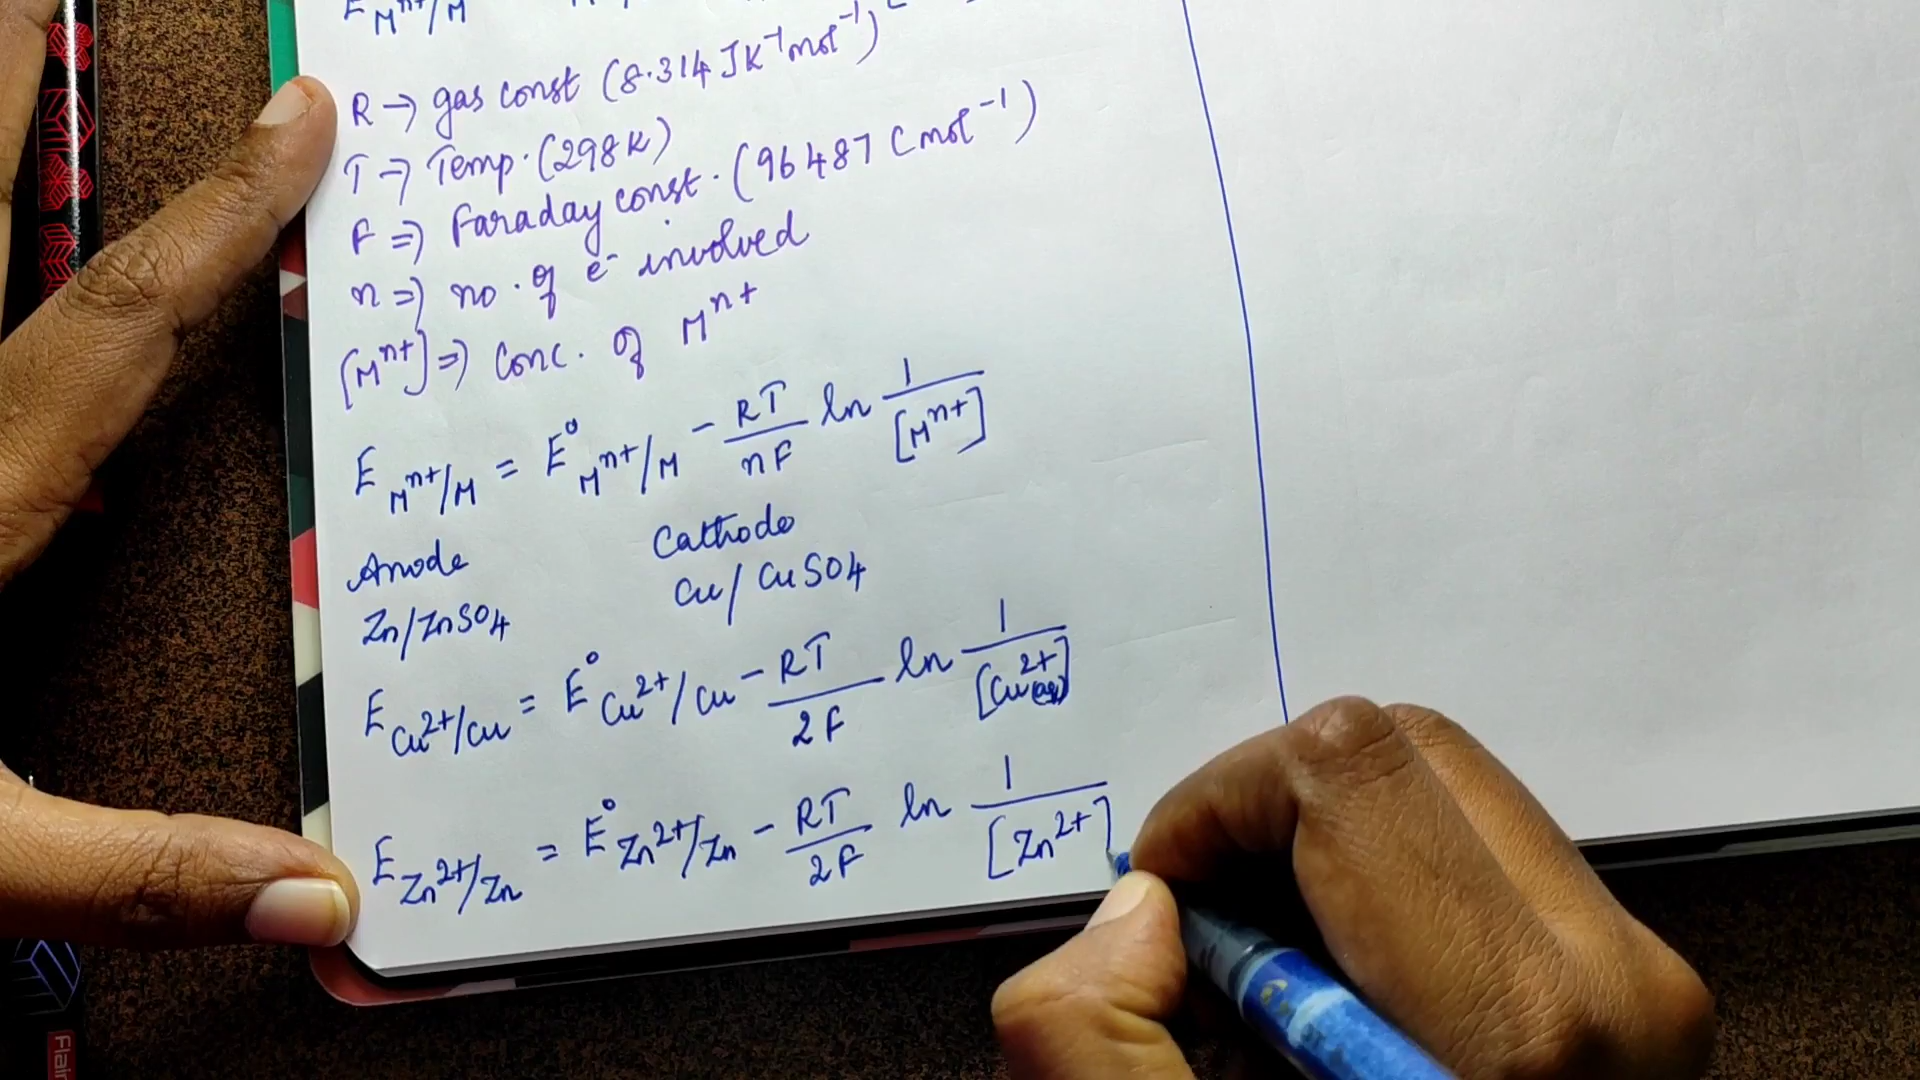 E Mⁿ⁺/M
R → gas const (8.314 JK⁻¹mol⁻¹)
T → Temp. (298K)
F ⇒ Faraday const. (96487 C mol⁻¹)
n ⇒ no. of e⁻ involved
[Mⁿ⁺] ⇒ Conc. of Mⁿ⁺
E Mⁿ⁺/M = E° Mⁿ⁺/M - RT/nF ln 1/[Mⁿ⁺]
Anode Cathode
Zn/ZnSO4 Cu/CuSO4
E Cu²⁺/Cu = E° Cu²⁺/Cu - RT/2F ln 1/[Cu²⁺(aq)]
E Zn²⁺/Zn = E° Zn²⁺/Zn - RT/2F ln 1/[Zn²⁺]
Flair